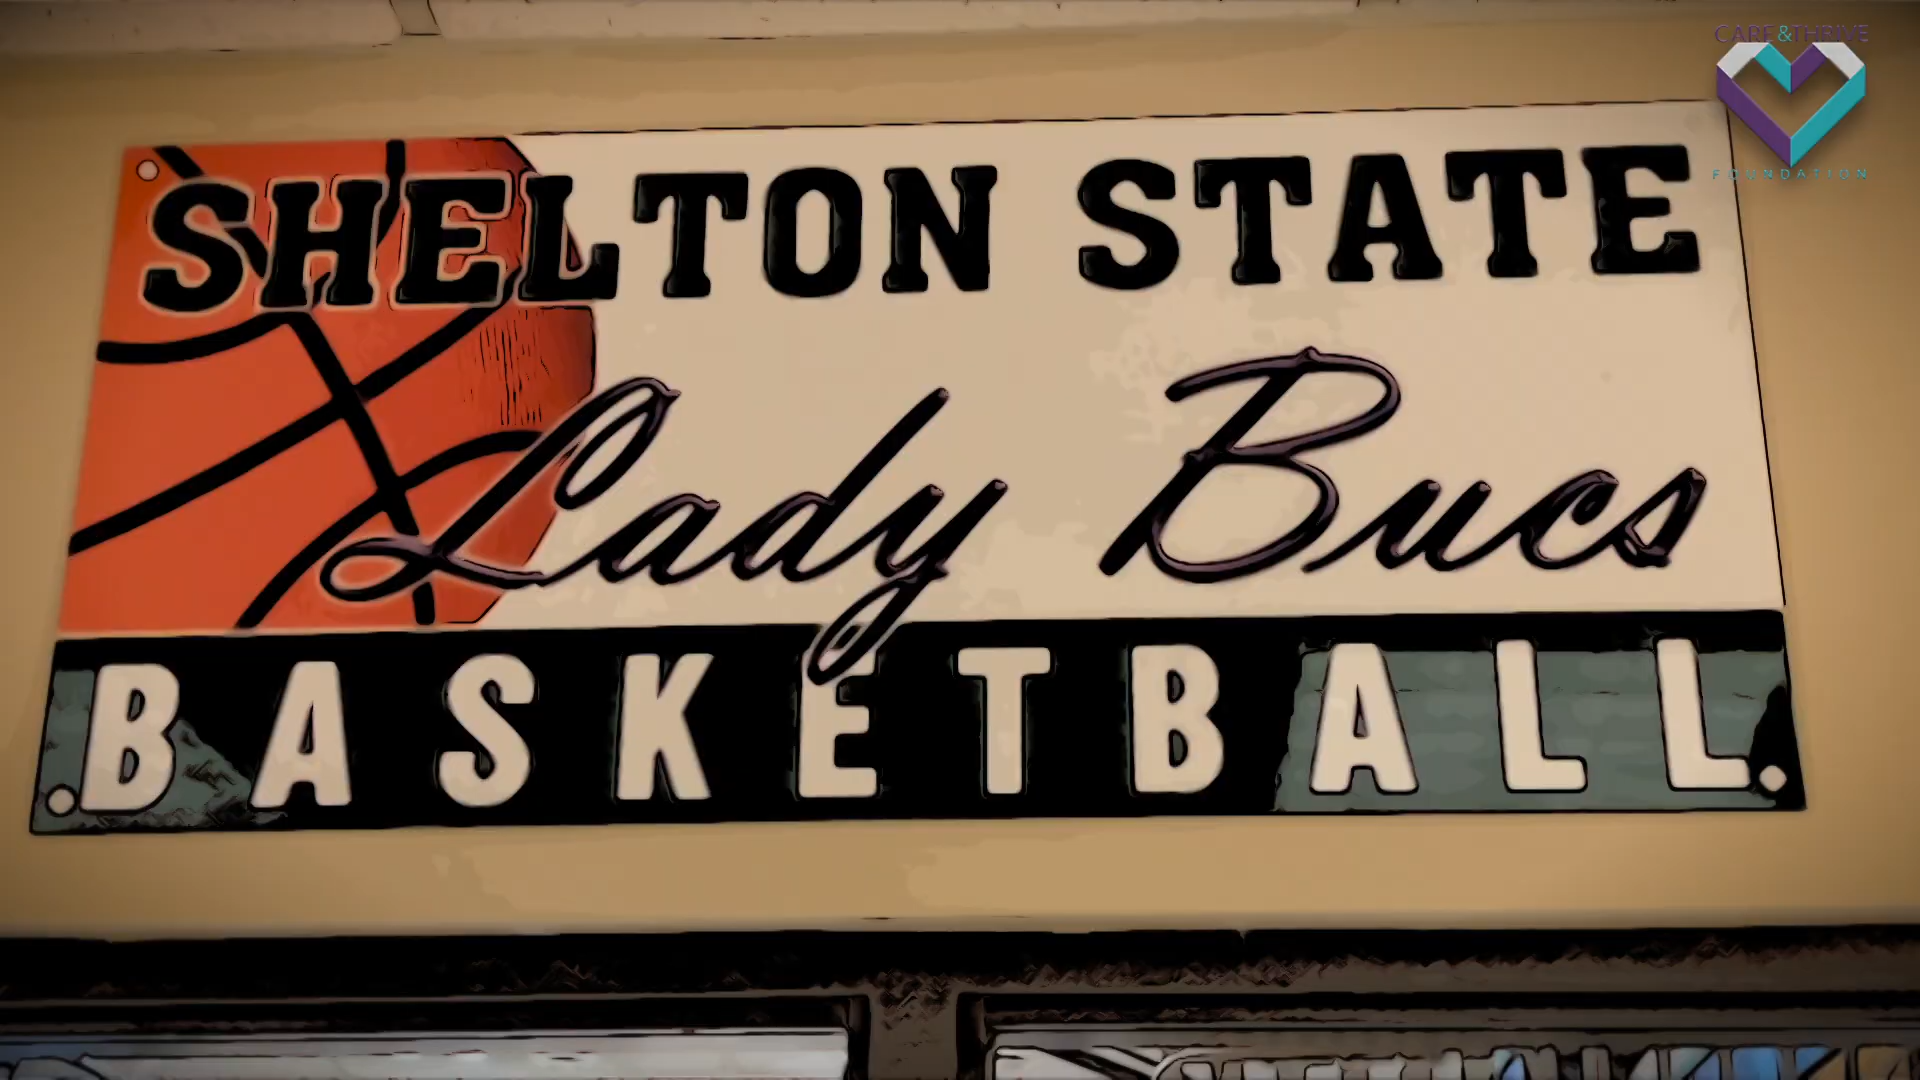 CARE&THRIVE
FOUNDATION
SHELTON STATE
Lady Bucs
BASKETBALL